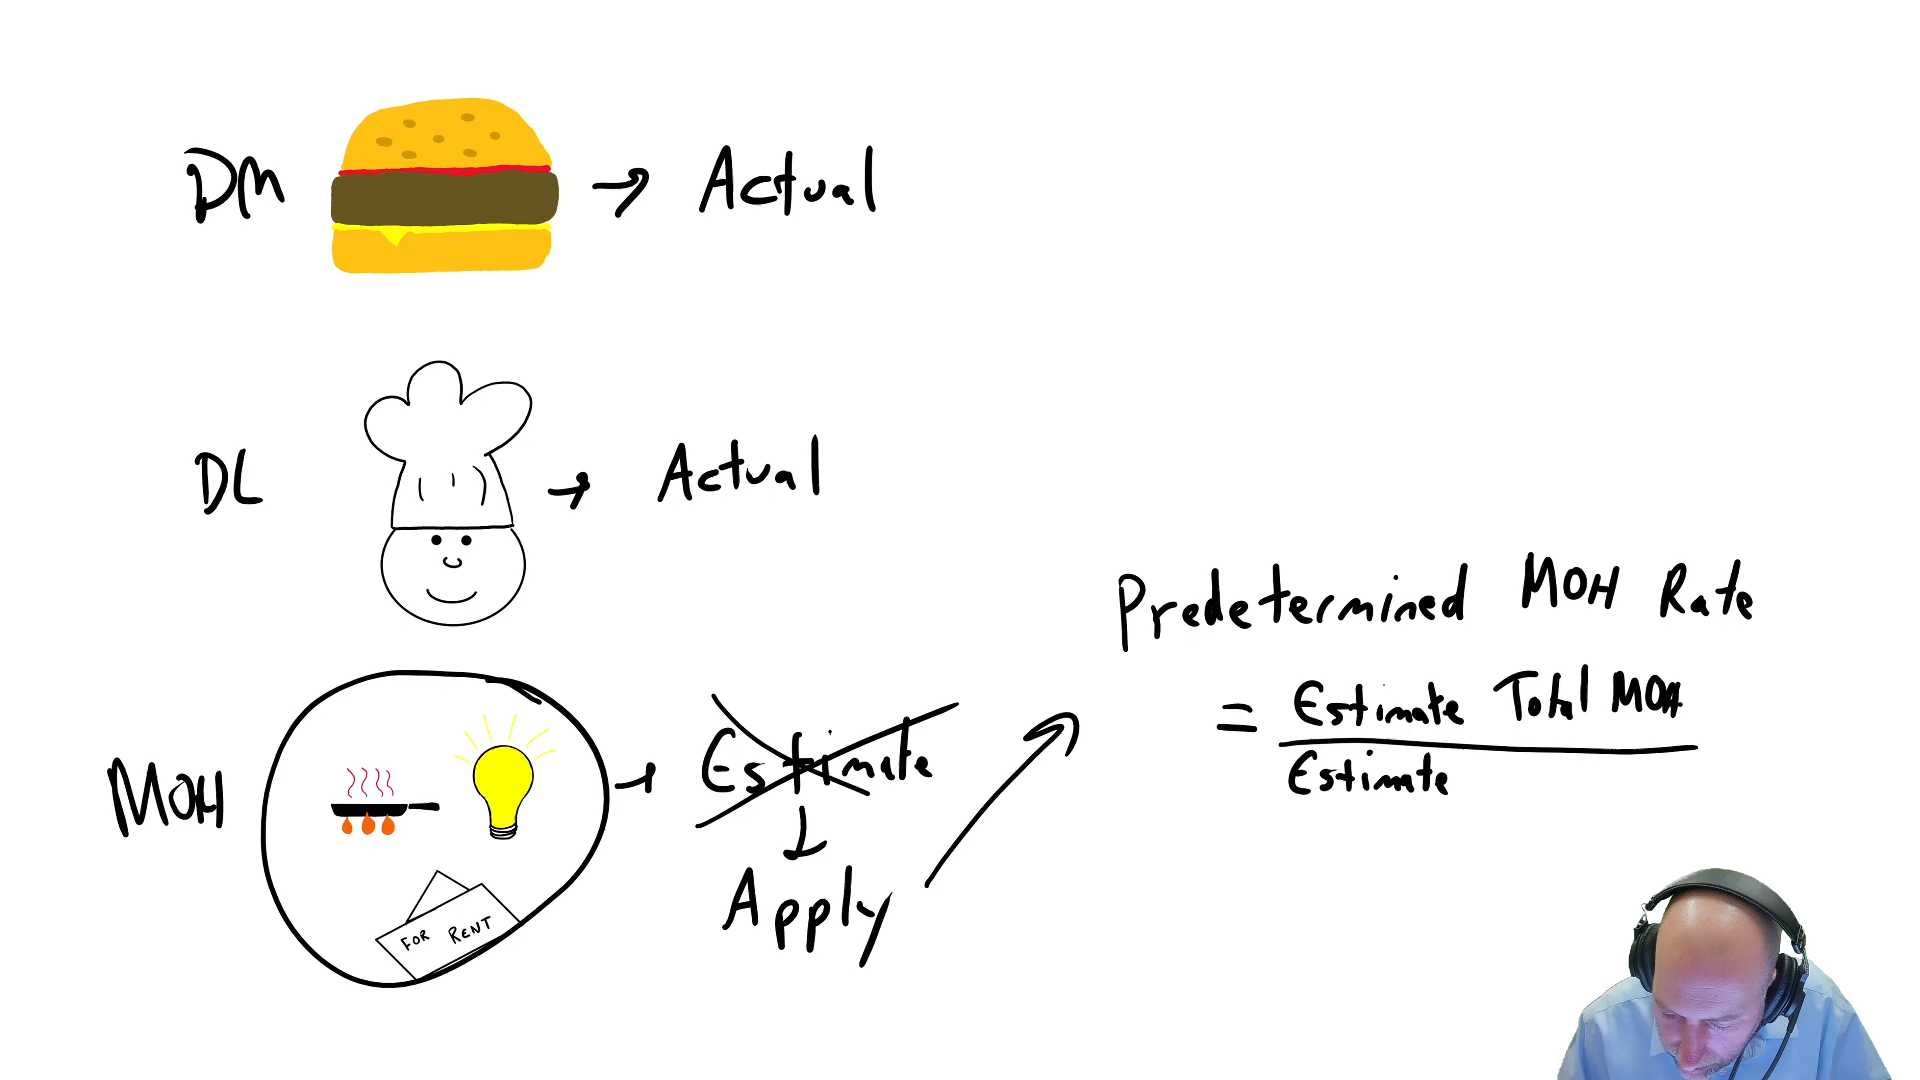 DM → Actual
DL → Actual
Predetermined MOH Rate
= Estimate Total MOH
Estimate
MOH → Estimate
Apply
FOR RENT